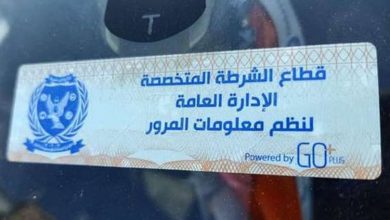 T
قطاع الشرطة المتخصصة
الإدارة العامة
لنظم معلومات المرور
Powered by GO+ PLUS